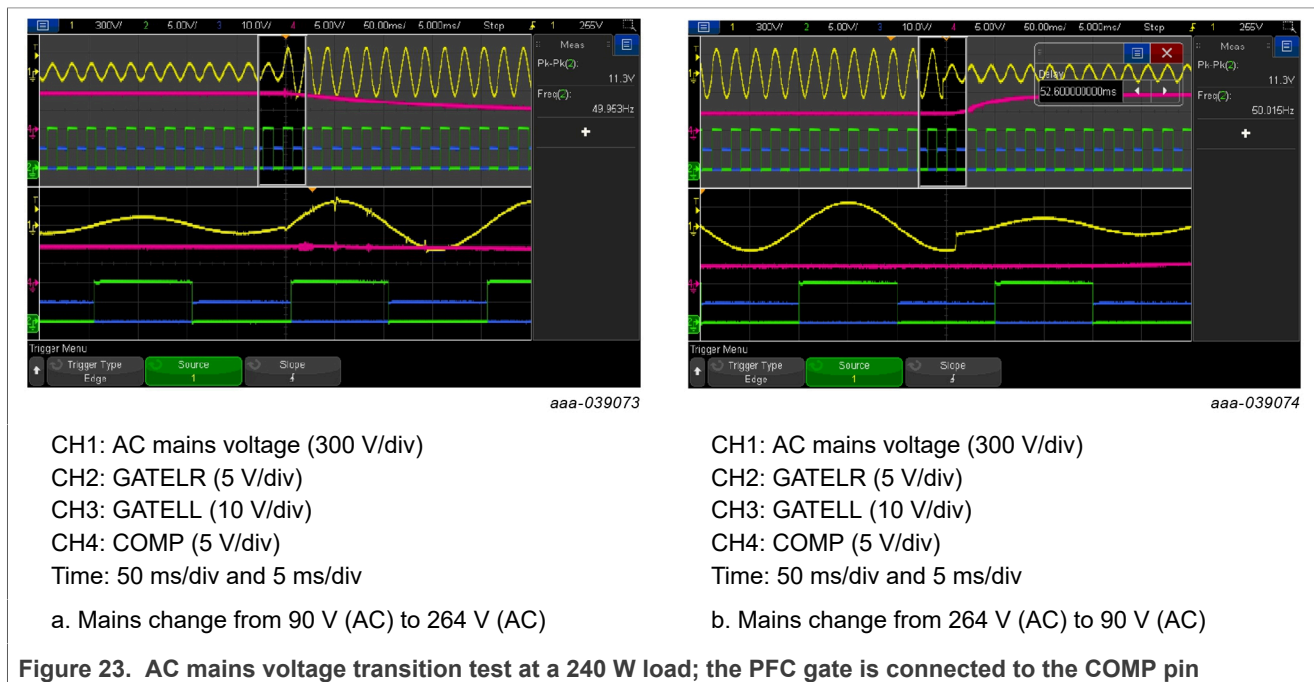 1 300V/ 2 5.00V/ 3 10.0V/ 4 5.00V/ 50.00ms/ 5.000ms/ Stop 1 255V
Meas
Pk-Pk(2):
11.3V
Freq(2):
49.953Hz
Trigger Menu
Trigger Type
Edge
Source
1
Slope
aaa-039073
CH1: AC mains voltage (300 V/div)
CH2: GATELR (5 V/div)
CH3: GATELL (10 V/div)
CH4: COMP (5 V/div)
Time: 50 ms/div and 5 ms/div
a. Mains change from 90 V (AC) to 264 V (AC)
1 300V/ 2 5.00V/ 3 10.0V/ 4 5.00V/ 50.00ms/ 5.000ms/ Stop 1 255V
Delay
52.600000000ms
Meas
Pk-Pk(2):
11.3V
Freq(2):
50.015Hz
Trigger Menu
Trigger Type
Edge
Source
1
Slope
aaa-039074
CH1: AC mains voltage (300 V/div)
CH2: GATELR (5 V/div)
CH3: GATELL (10 V/div)
CH4: COMP (5 V/div)
Time: 50 ms/div and 5 ms/div
b. Mains change from 264 V (AC) to 90 V (AC)
Figure 23. AC mains voltage transition test at a 240 W load; the PFC gate is connected to the COMP pin